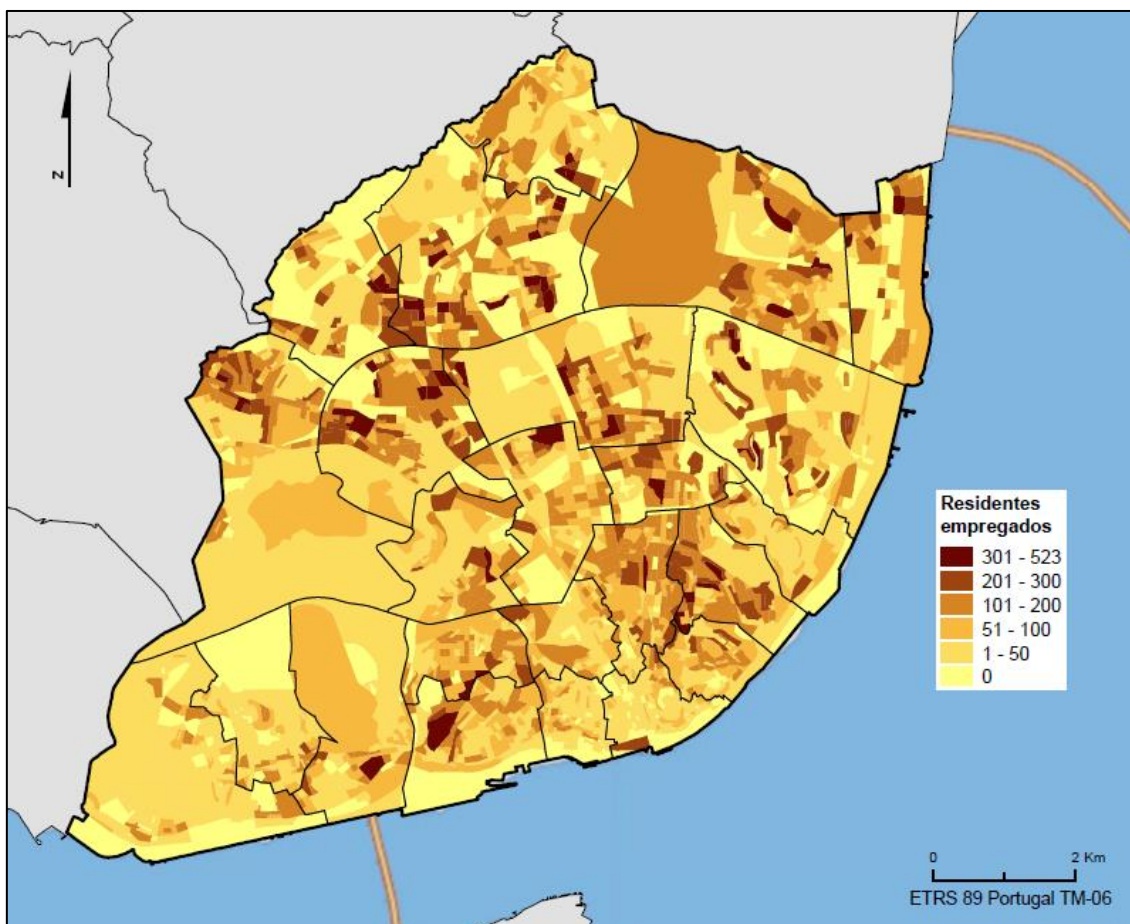 N
Residentes
empregados
301 - 523
201 - 300
101 - 200
51 - 100
1 - 50
0
0 2 Km
ETRS 89 Portugal TM-06